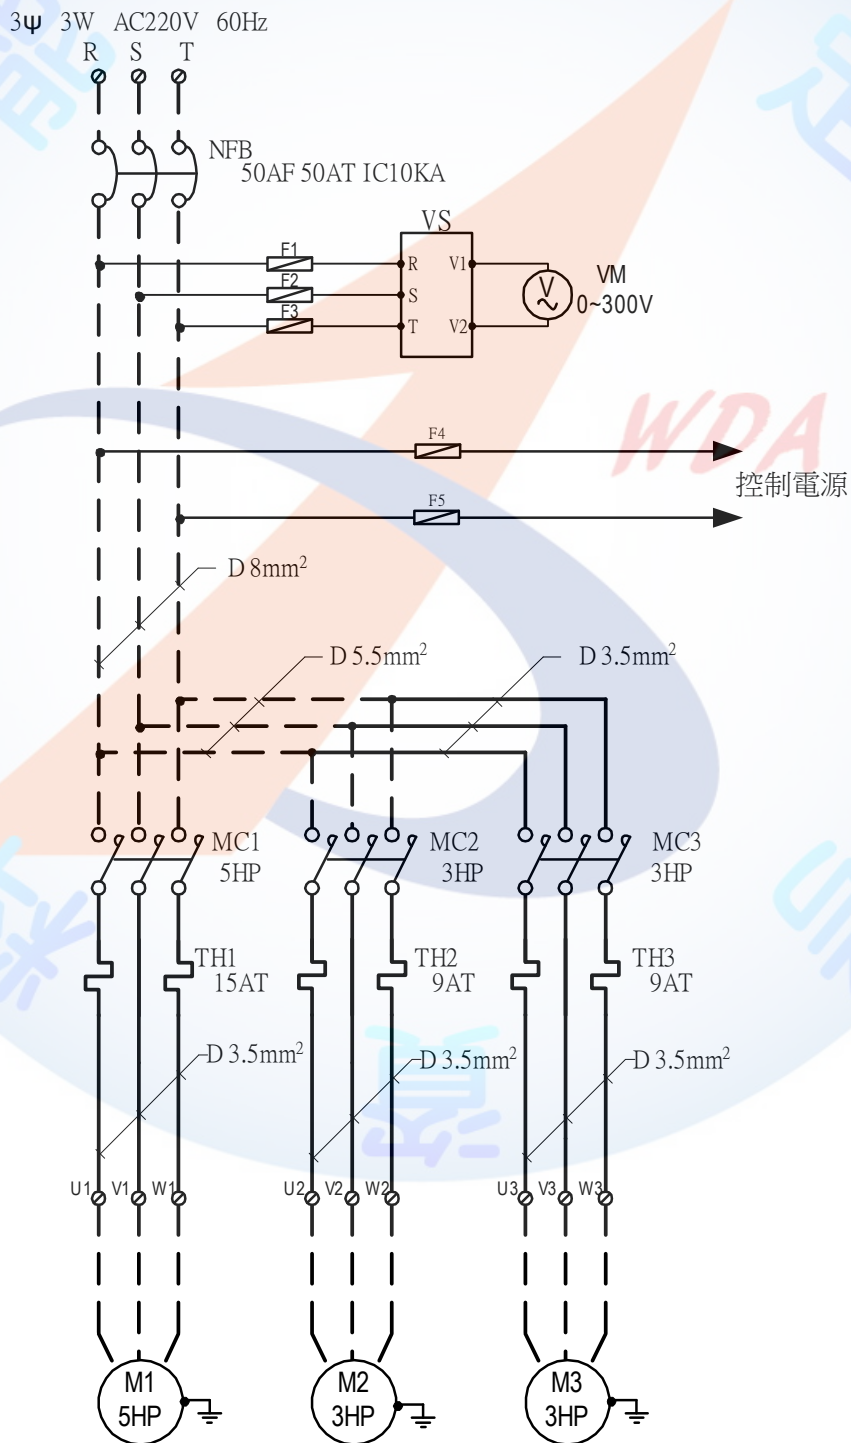 3ψ 3W AC220V 60Hz
R S T
NFB
50AF 50AT IC10KA
VS
F1
R V1
F2
S
F3
T V2
V
VM
0~300V
WDA
F4
控制電源
F5
D 8mm²
D 5.5mm²
D 3.5mm²
MC1
5HP
MC2
3HP
MC3
3HP
TH1
15AT
TH2
9AT
TH3
9AT
D 3.5mm²
D 3.5mm²
D 3.5mm²
U1 V1 W1
U2 V2 W2
U3 V3 W3
M1
5HP
M2
3HP
M3
3HP